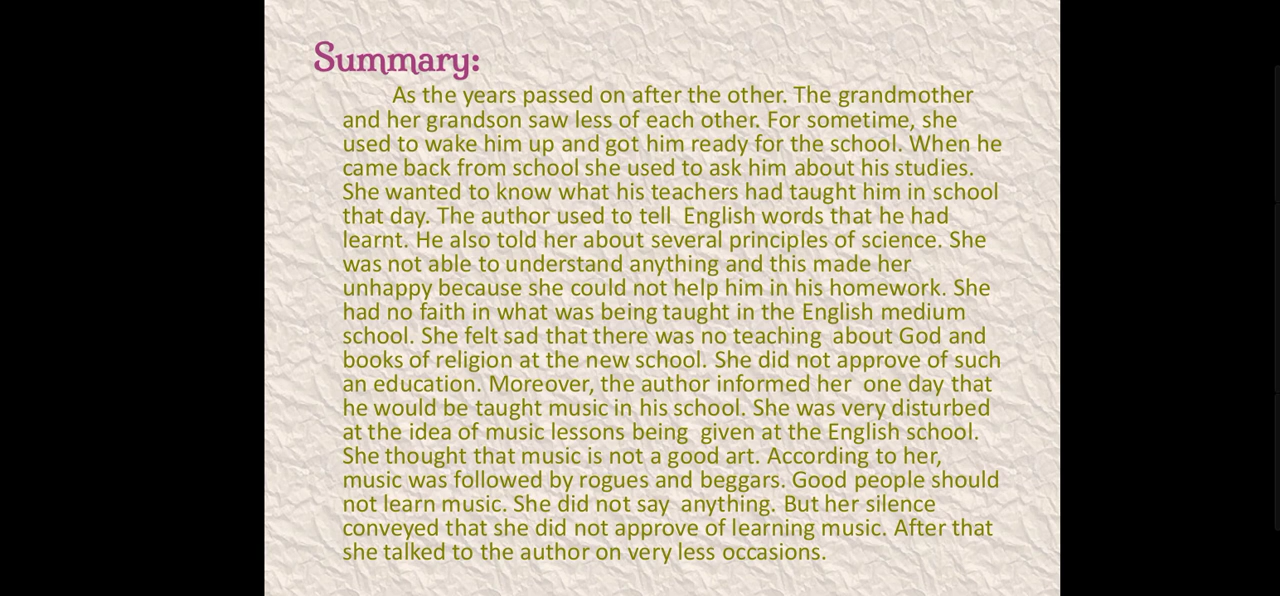 Summary:
As the years passed on after the other. The grandmother
and her grandson saw less of each other. For sometime, she
used to wake him up and got him ready for the school. When he
came back from school she used to ask him about his studies.
She wanted to know what his teachers had taught him in school
that day. The author used to tell  English words that he had
learnt. He also told her about several principles of science. She
was not able to understand anything and this made her
unhappy because she could not help him in his homework. She
had no faith in what was being taught in the English medium
school. She felt sad that there was no teaching  about God and
books of religion at the new school. She did not approve of such
an education. Moreover, the author informed her  one day that
he would be taught music in his school. She was very disturbed
at the idea of music lessons being  given at the English school.
She thought that music is not a good art. According to her,
music was followed by rogues and beggars. Good people should
not learn music. She did not say  anything. But her silence
conveyed that she did not approve of learning music. After that
she talked to the author on very less occasions.